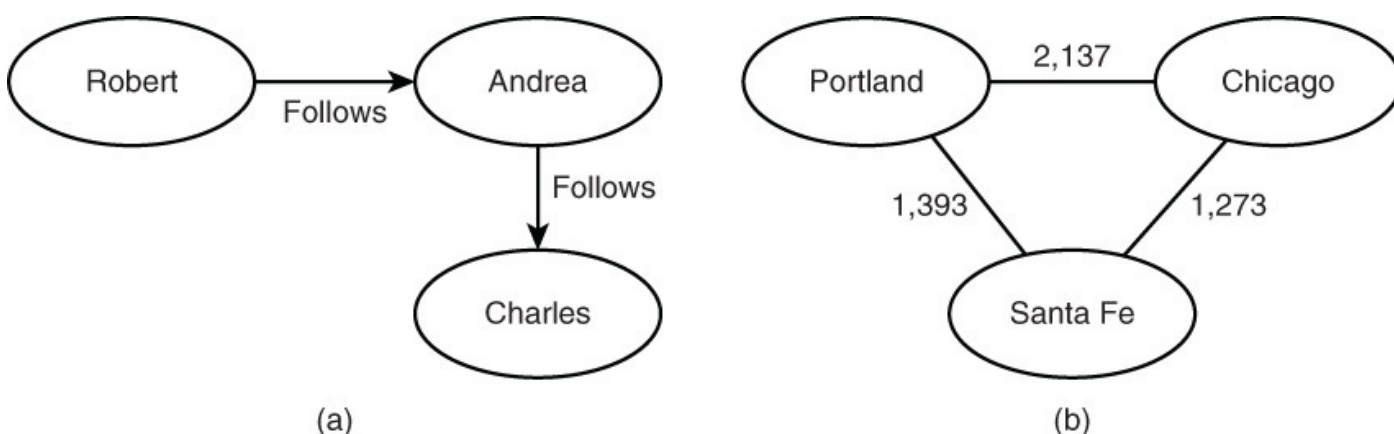 Robert
Follows
Andrea
Follows
Charles
(a)
Portland
2,137
Chicago
1,393
1,273
Santa Fe
(b)